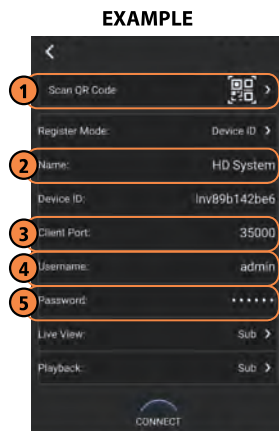 EXAMPLE
1 Scan QR Code
Register Mode: Device ID
2 Name: HD System
Device ID: lnv89b142be6
3 Client Port: 35000
4 Username: admin
5 Password: ••••••
Live View: Sub
Playback: Sub
CONNECT